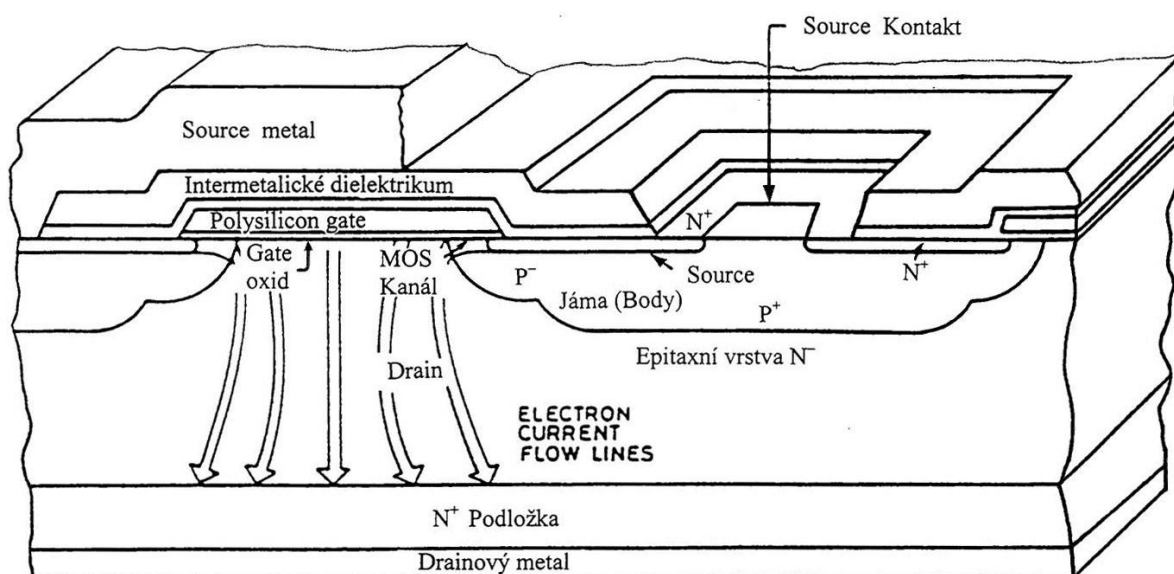 Source Kontakt
Source metal
Intermetalické dielektrikum
Polysilicon gate
N⁺
Gate
oxid
MOS
Kanál
P⁻
Source
N⁺
Jáma (Body)
P⁺
Epitaxní vrstva N⁻
Drain
ELECTRON
CURRENT
FLOW LINES
N⁺ Podložka
Drainový metal